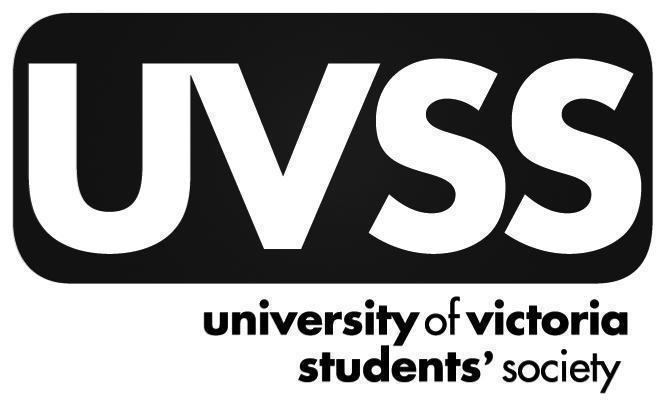 UVSS
university of victoria
students’ society